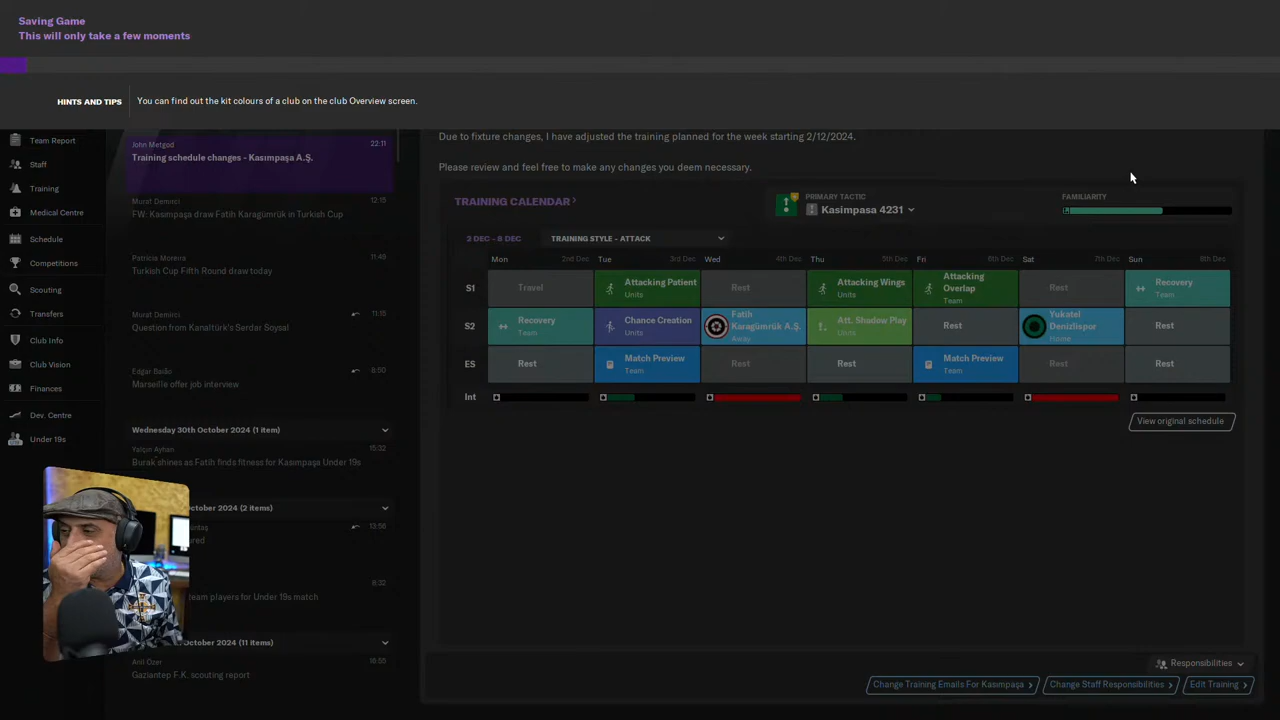 Saving Game
This will only take a few moments
HINTS AND TIPS
You can find out the kit colours of a club on the club Overview screen.
Team Report
Staff
Training
Medical Centre
Schedule
Competitions
Scouting
Transfers
Club Info
Club Vision
Finances
Dev. Centre
Under 19s
John Metgod 22:11
Training schedule changes - Kasımpaşa A.Ş.
Murat Demirci 12:15
FW: Kasımpaşa draw Fatih Karagümrük in Turkish Cup
Patrícia Moreira 11:46
Turkish Cup Fifth Round draw today
Murat Demirci 11:15
Question from Kanaltürk's Serdar Soysal
Edgar Baião 8:50
Marseille offer job interview
Wednesday 30th October 2024 (1 item)
Yalçın Ayhan 15:32
Burak shines as Fatih finds fitness for Kasımpaşa Under 19s
October 2024 (2 items)
13:56
8:32
team players for Under 19s match
October 2024 (11 items)
Anil Özer 16:55
Gaziantep F.K. scouting report
Due to fixture changes, I have adjusted the training planned for the week starting 2/12/2024.
Please review and feel free to make any changes you deem necessary.
TRAINING CALENDAR
PRIMARY TACTIC
Kasimpasa 4231
FAMILIARITY
2 DEC - 8 DEC
TRAINING STYLE - ATTACK
Mon 2nd Dec Tue 3rd Dec Wed 4th Dec Thu 5th Dec Fri 6th Dec Sat 7th Dec Sun 8th Dec
S1 Travel Attacking Patient Units Rest Attacking Wings Units Attacking Overlap Team Rest Recovery Team
S2 Recovery Team Chance Creation Units Fatih Karagümrük A.Ş. Away Att. Shadow Play Units Rest Yukatel Denizlispor Home Rest
ES Rest Match Preview Team Rest Rest Match Preview Team Rest Rest
Int
View original schedule
Responsibilities
Change Training Emails For Kasımpaşa
Change Staff Responsibilities
Edit Training